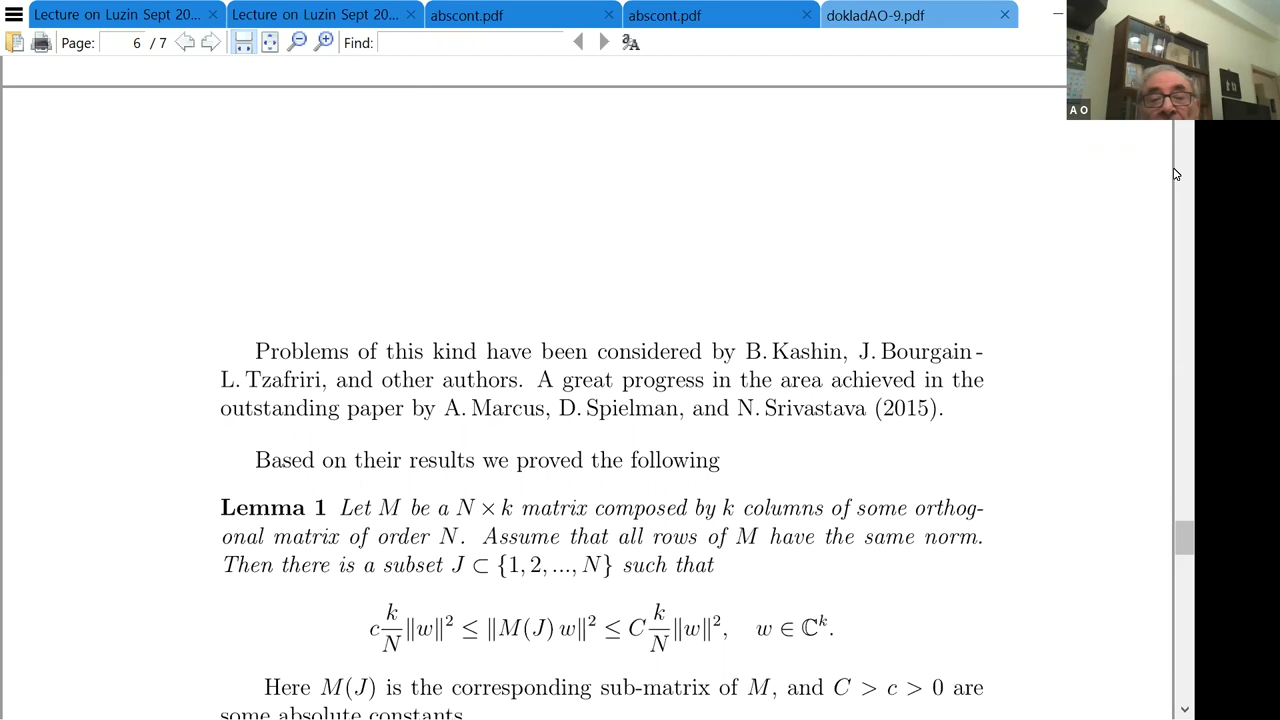 Lecture on Luzin Sept 20... Lecture on Luzin Sept 20... abscont.pdf abscont.pdf dokladAO-9.pdf
Page: 6 / 7 Find:
A O
Problems of this kind have been considered by B. Kashin, J. Bourgain -
L. Tzafriri, and other authors. A great progress in the area achieved in the
outstanding paper by A. Marcus, D. Spielman, and N. Srivastava (2015).
Based on their results we proved the following
Lemma 1 Let M be a N × k matrix composed by k columns of some orthog-
onal matrix of order N. Assume that all rows of M have the same norm.
Then there is a subset J ⊂ {1, 2, ..., N} such that
c k/N ‖w‖² ≤ ‖M(J) w‖² ≤ C k/N ‖w‖², w ∈ ℂᵏ.
Here M(J) is the corresponding sub-matrix of M, and C > c > 0 are
some absolute constants